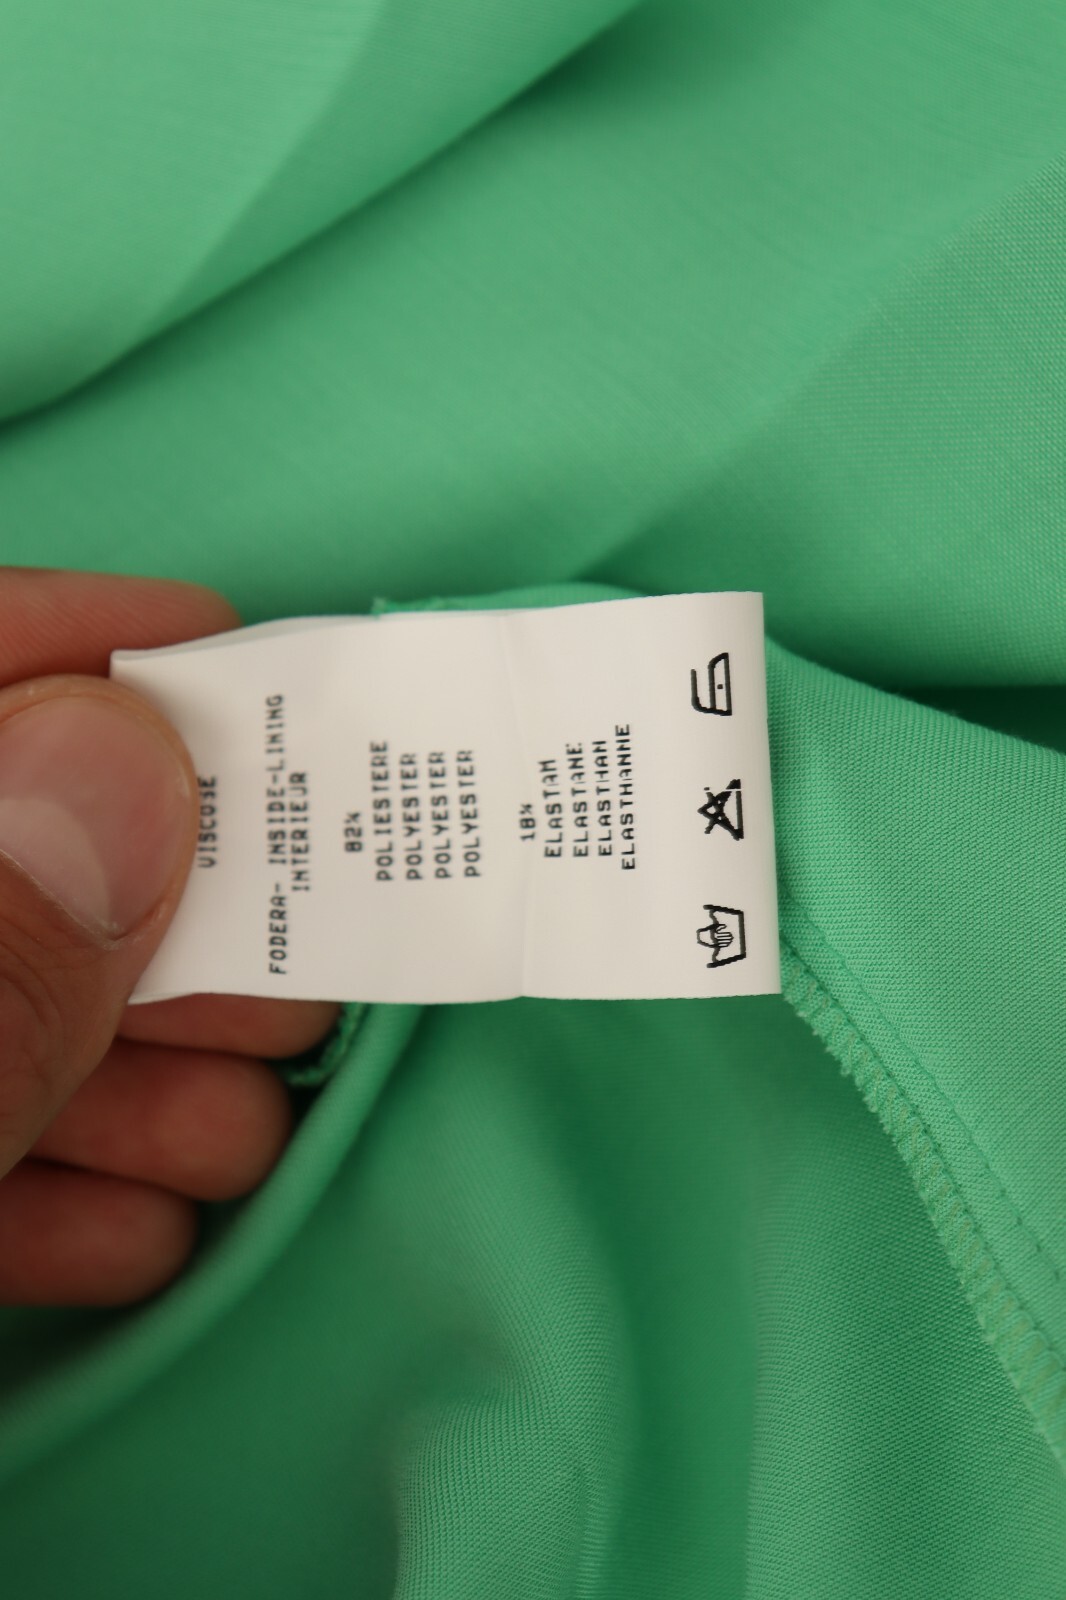 VISCOSE
FODERA- INSIDE-LINING
INTERIEUR
82%
POLIESTERE
POLYESTER
POLYESTER
POLYESTER
18%
ELASTAM
ELASTANE
ELASTHAN
ELASTHANNE